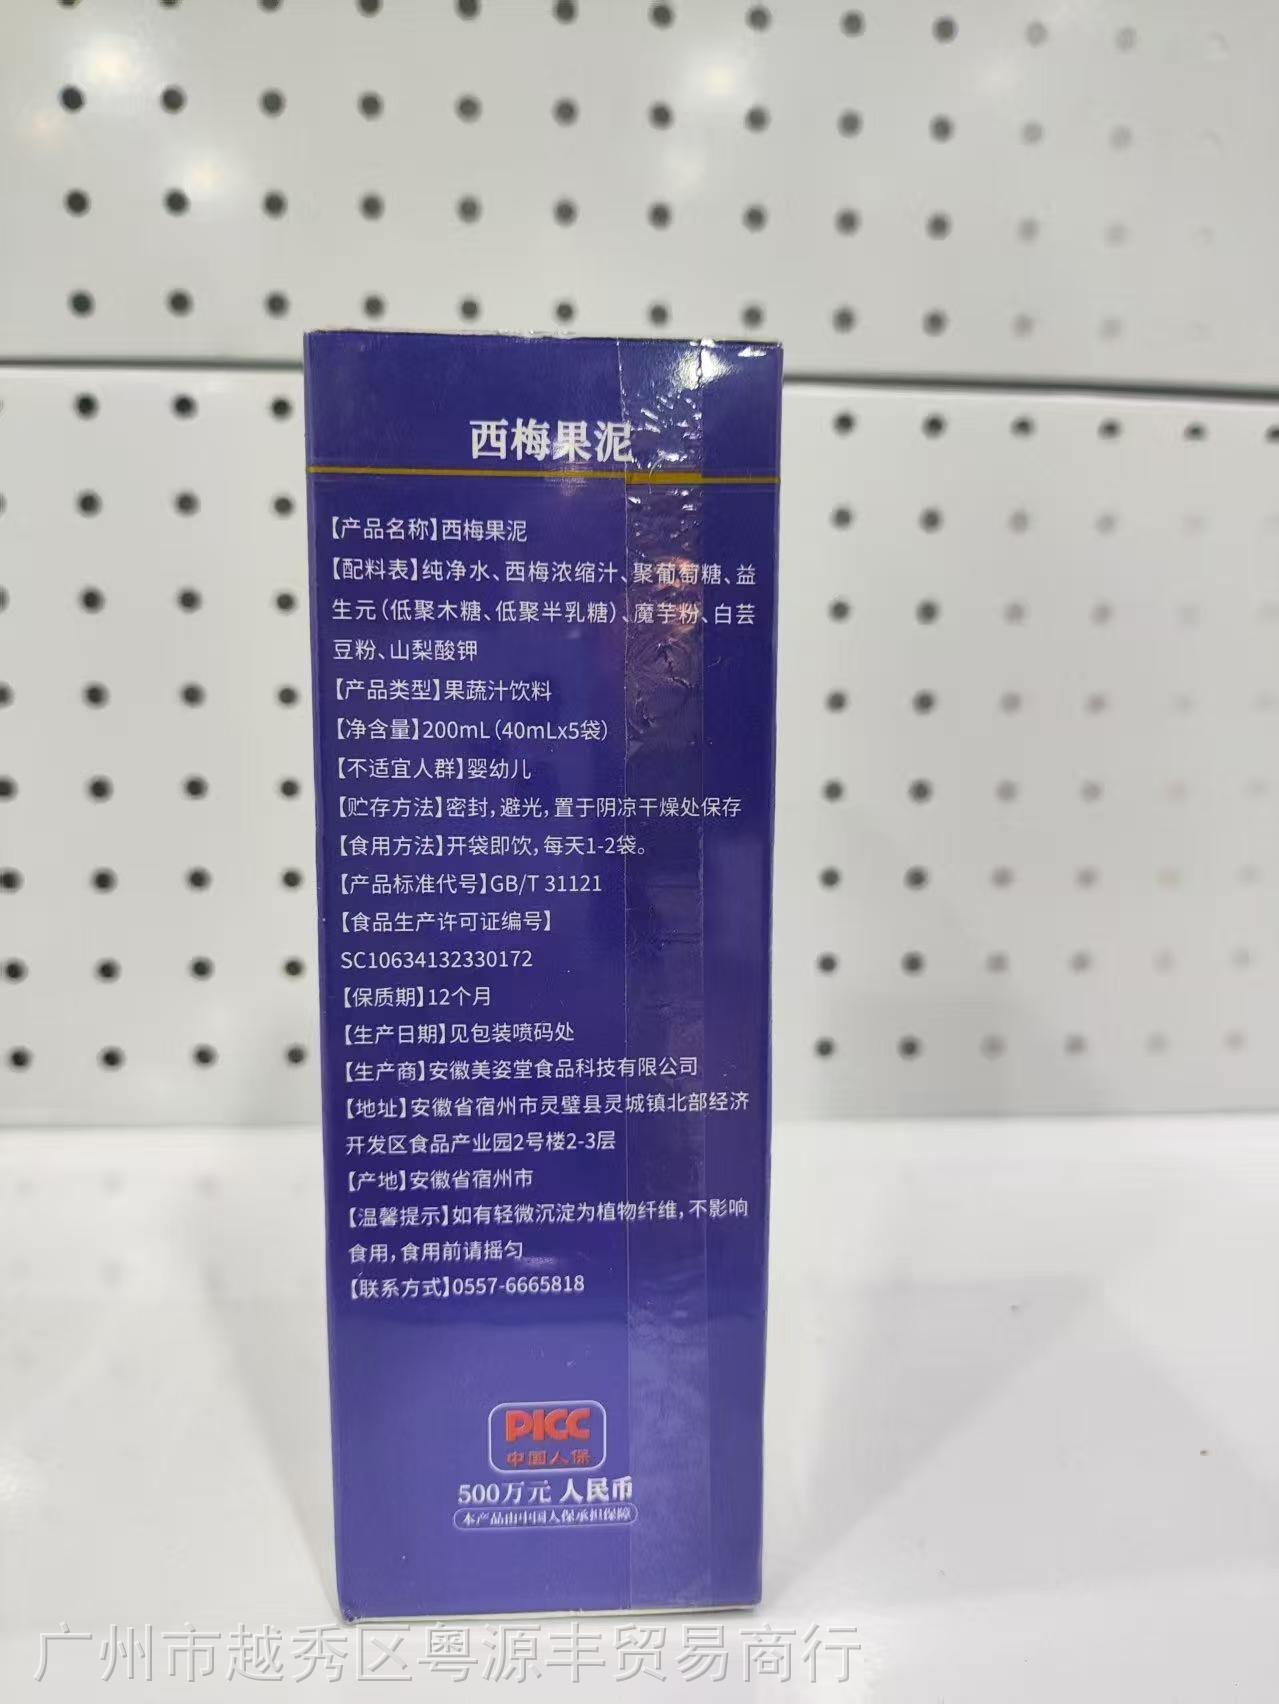 西梅果泥
【产品名称】西梅果泥
【配料表】纯净水、西梅浓缩汁、聚葡萄糖、益
生元(低聚木糖、低聚半乳糖)、魔芋粉、白芸
豆粉、山梨酸钾
【产品类型】果蔬汁饮料
【净含量】200mL(40mLx5袋)
【不适宜人群】婴幼儿
【贮存方法】密封,避光,置于阴凉干燥处保存
【食用方法】开袋即饮,每天1-2袋。
【产品标准代号】GB/T 31121
【食品生产许可证编号】
SC10634132330172
【保质期】12个月
【生产日期】见包装喷码处
【生产商】安徽美姿堂食品科技有限公司
【地址】安徽省宿州市灵璧县灵城镇北部经济
开发区食品产业园2号楼2-3层
【产地】安徽省宿州市
【温馨提示】如有轻微沉淀为植物纤维,不影响
食用,食用前请摇匀
【联系方式】0557-6665818
PICC
中国人保
500万元 人民币
本产品由中国人保承担保障
广州市越秀区粤源丰贸易商行